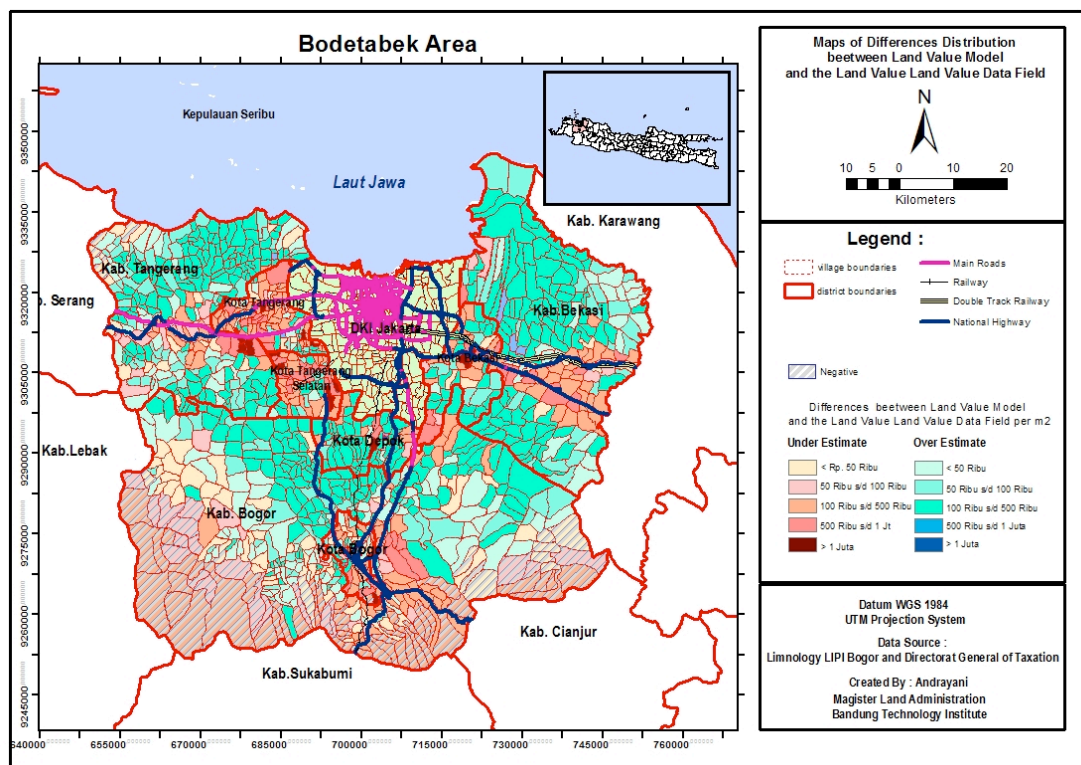 Bodetabek Area
Kepulauan Seribu
Laut Jawa
Kab. Karawang
Kab. Tangerang
Kota Tangerang
Kab.Bekasi
DKI Jakarta
Kota Bekasi
Kota Tangerang
Selatan
Kota Depok
Kab.Lebak
Kab. Bogor
Kota Bogor
Kab. Cianjur
Kab.Sukabumi
9360000
9335000
9320000
9305000
9290000
9275000
9260000
9245000
640000 655000 670000 685000 700000 715000 730000 745000 760000
Maps of Differences Distribution
beetween Land Value Model
and the Land Value Land Value Data Field
N
10 5 0 10 20
Kilometers
Legend :
village boundaries
district boundaries
Main Roads
Railway
Double Track Railway
National Highway
Negative
Differences beetween Land Value Model
and the Land Value Land Value Data Field per m2
Under Estimate Over Estimate
< Rp. 50 Ribu < 50 Ribu
50 Ribu s/d 100 Ribu 50 Ribu s/d 100 Ribu
100 Ribu s/d 500 Ribu 100 Ribu s/d 500 Ribu
500 Ribu s/d 1 Jt 500 Ribu s/d 1 Juta
> 1 Juta > 1 Juta
Datum WGS 1984
UTM Projection System
Data Source :
Limnology LIPI Bogor and Directorat General of Taxation
Created By : Andrayani
Magister Land Administration
Bandung Technology Institute